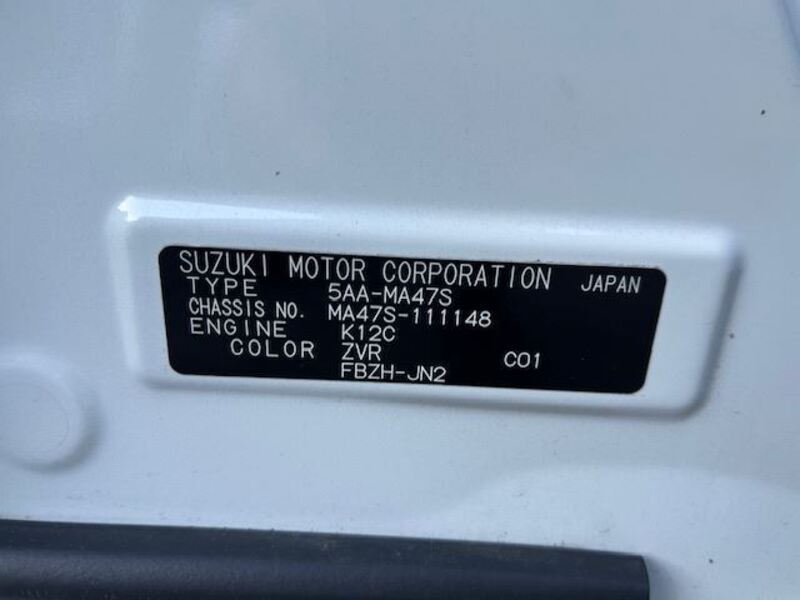 SUZUKI MOTOR CORPORATION JAPAN
TYPE 5AA-MA47S
CHASSIS NO. MA47S-111148
ENGINE K12C
COLOR ZVR C01
FBZH-JN2